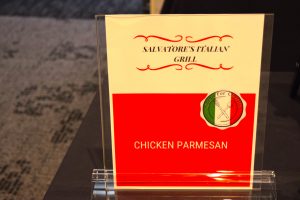 SALVATORE'S ITALIAN
GRILL
CHICKEN PARMESAN